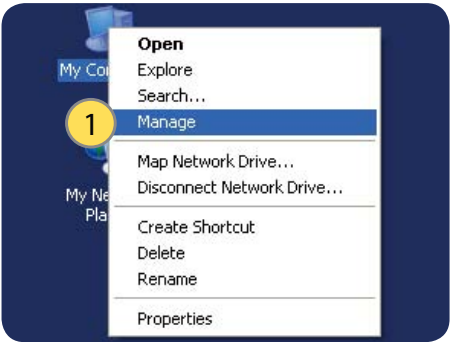 Open
My Co
Explore
Search...
1
Manage
Map Network Drive...
My Ne
Disconnect Network Drive...
Pla
Create Shortcut
Delete
Rename
Properties